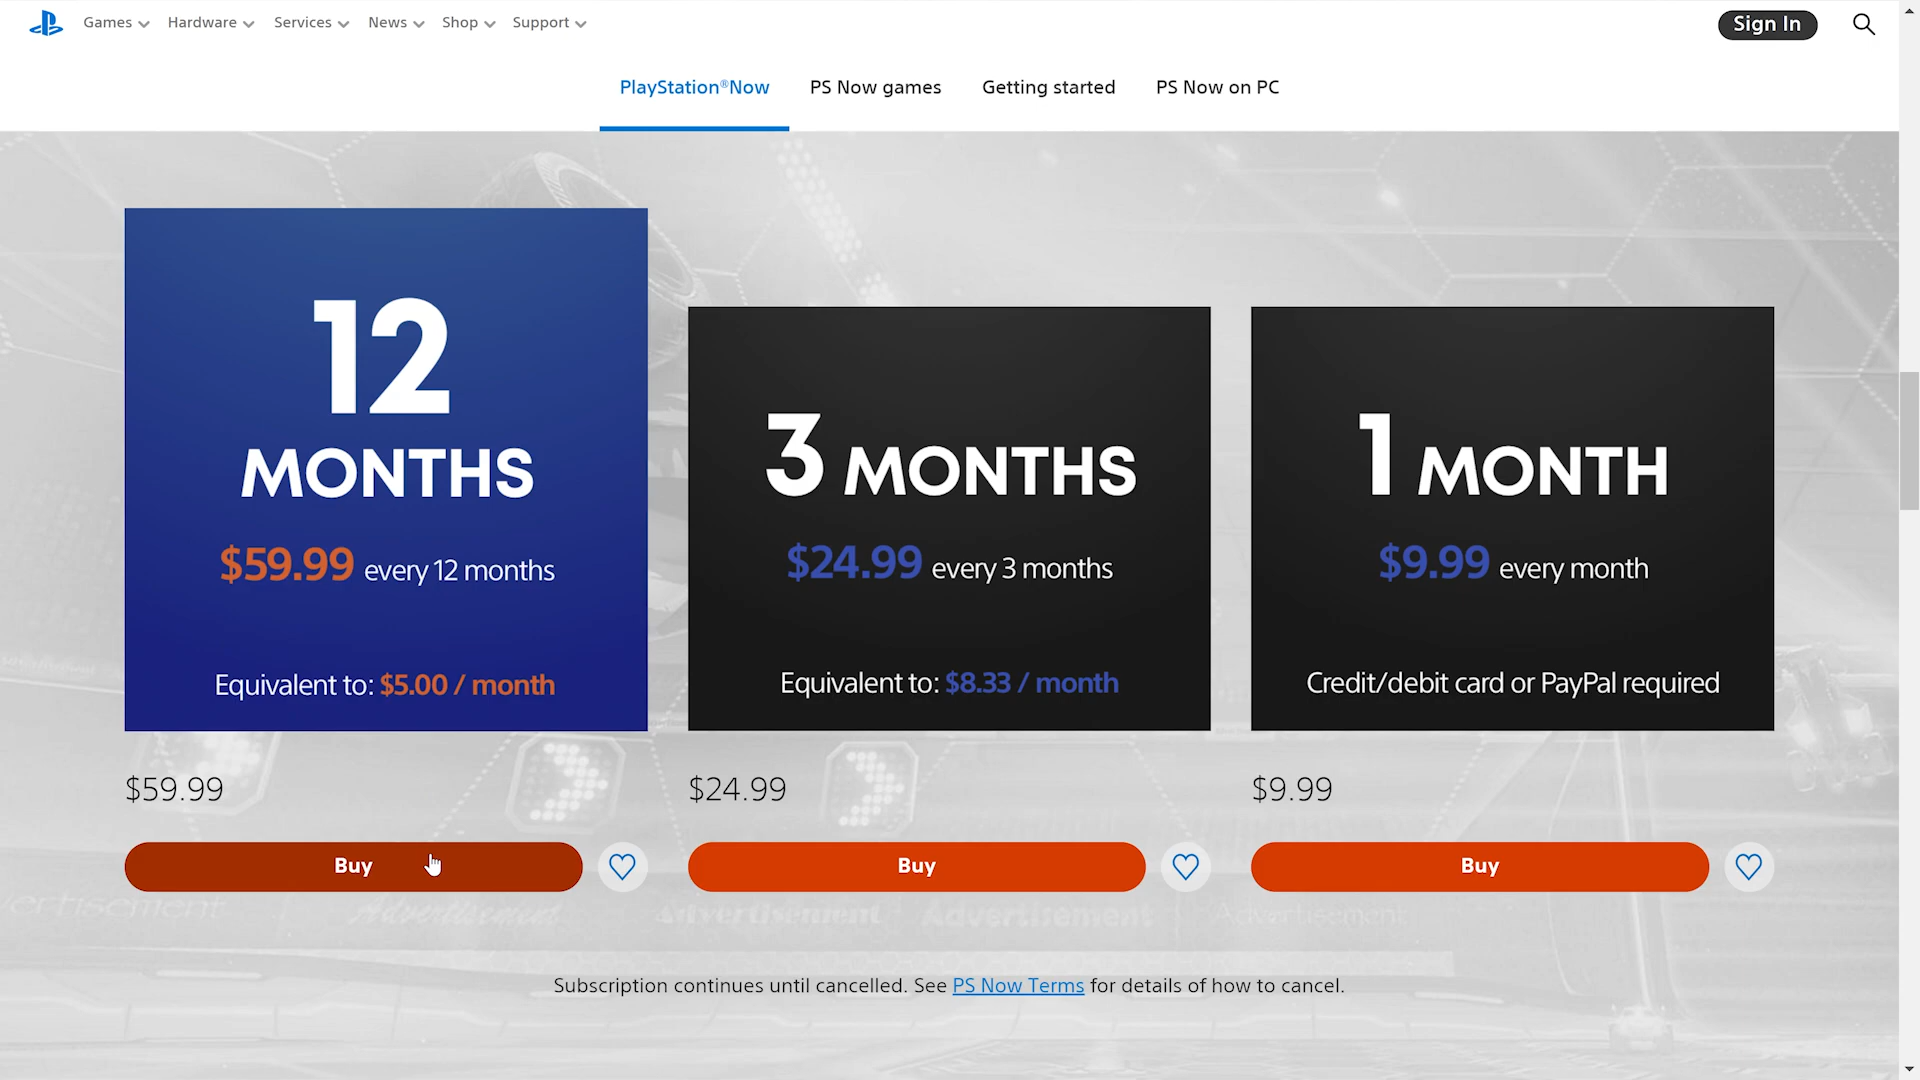 Games Hardware Services News Shop Support Sign In
PlayStation®Now PS Now games Getting started PS Now on PC
12
MONTHS
$59.99 every 12 months
Equivalent to: $5.00 / month
$59.99
Buy
3 MONTHS
$24.99 every 3 months
Equivalent to: $8.33 / month
$24.99
Buy
1 MONTH
$9.99 every month
Credit/debit card or PayPal required
$9.99
Buy
Advertisement Advertisement Advertisement Advertisement
Subscription continues until cancelled. See PS Now Terms for details of how to cancel.